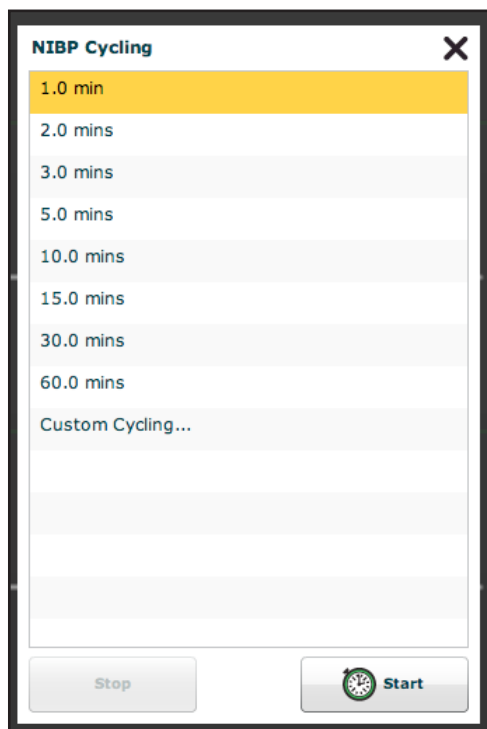 NIBP Cycling
1.0 min
2.0 mins
3.0 mins
5.0 mins
10.0 mins
15.0 mins
30.0 mins
60.0 mins
Custom Cycling...
Stop
Start